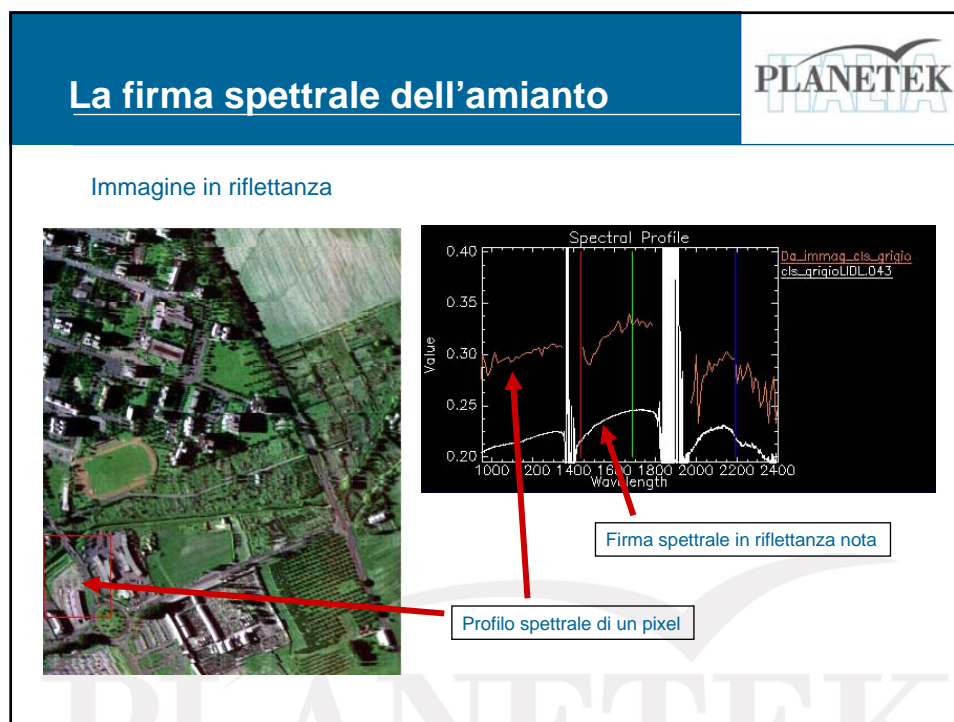 La firma spettrale dell'amianto
PLANETEK
ITALIA
Immagine in riflettanza
Spectral Profile
Da_immag_cls_grigio
cls_grigioLIDL.043
0.40
0.35
0.30
0.25
0.20
Value
1000 1200 1400 1600 1800 2000 2200 2400
Wavelength
Firma spettrale in riflettanza nota
Profilo spettrale di un pixel
PLANETEK